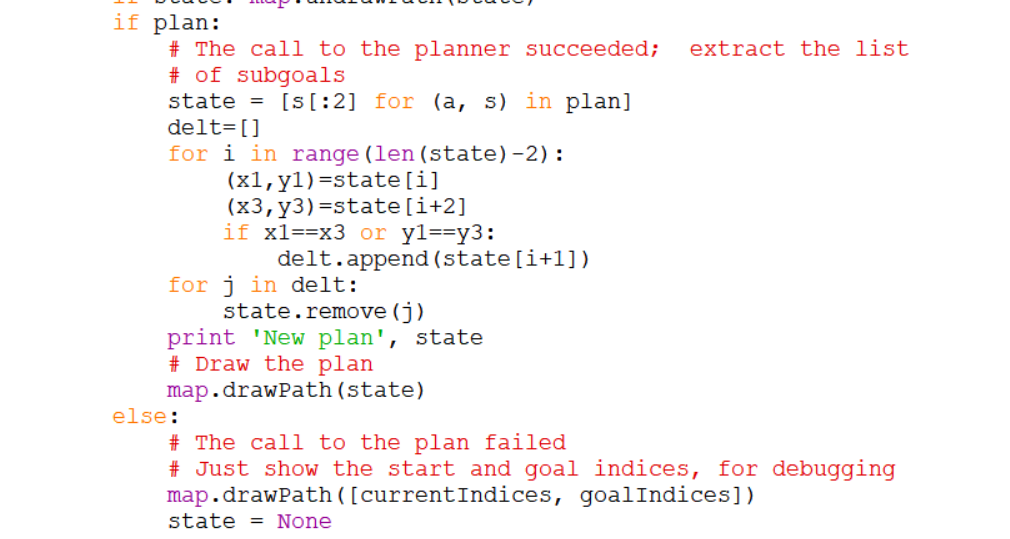 if plan:
# The call to the planner succeeded;  extract the list
# of subgoals
state = [s[:2] for (a, s) in plan]
delt=[]
for i in range(len(state)-2):
(x1,y1)=state[i]
(x3,y3)=state[i+2]
if x1==x3 or y1==y3:
delt.append(state[i+1])
for j in delt:
state.remove(j)
print 'New plan', state
# Draw the plan
map.drawPath(state)
else:
# The call to the plan failed
# Just show the start and goal indices, for debugging
map.drawPath([currentIndices, goalIndices])
state = None